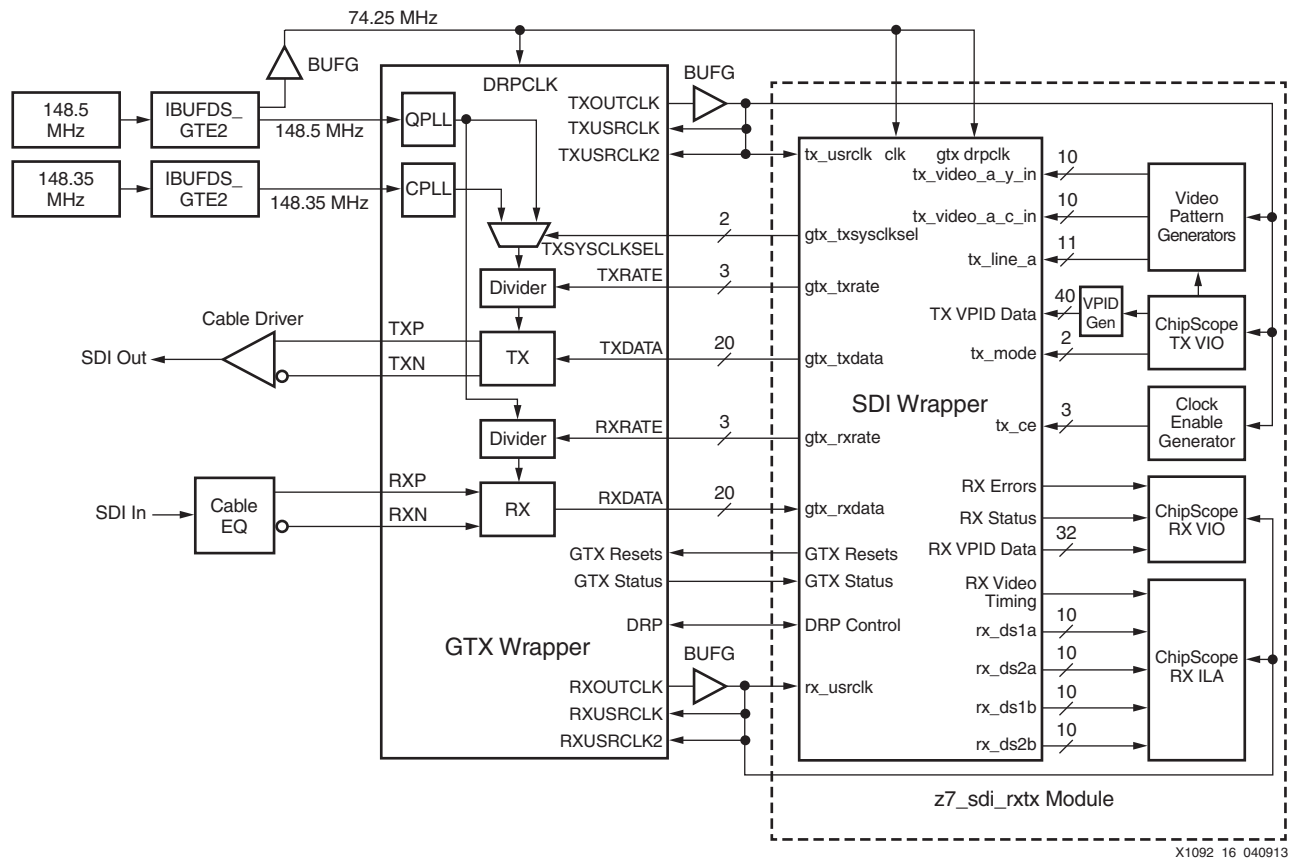 74.25 MHz
BUFG
148.5
MHz
IBUFDS_
GTE2
148.5 MHz
148.35
MHz
IBUFDS_
GTE2
148.35 MHz
DRPCLK
QPLL
CPLL
TXSYSCLKSEL
TXRATE
Divider
TXP
TXN
TX
TXDATA
Cable Driver
SDI Out
Divider
RXRATE
RXP
RXN
RX
RXDATA
SDI In
Cable
EQ
GTX Resets
GTX Status
DRP
GTX Wrapper
TXOUTCLK
TXUSRCLK
TXUSRCLK2
BUFG
RXOUTCLK
RXUSRCLK
RXUSRCLK2
BUFG
2
3
20
3
20
tx_usrclk
clk
gtx drpclk
tx_video_a_y_in
10
tx_video_a_c_in
10
gtx_txsysclksel
tx_line_a
11
gtx_txrate
TX VPID Data
40
tx_mode
2
gtx_txdata
SDI Wrapper
tx_ce
3
gtx_rxrate
RX Errors
gtx_rxdata
RX Status
RX VPID Data
32
GTX Resets
GTX Status
RX Video
Timing
DRP Control
rx_ds1a
10
rx_ds2a
10
rx_usrclk
rx_ds1b
10
rx_ds2b
10
Video
Pattern
Generators
VPID
Gen
ChipScope
TX VIO
Clock
Enable
Generator
ChipScope
RX VIO
ChipScope
RX ILA
z7_sdi_rxtx Module
X1092_16_040913